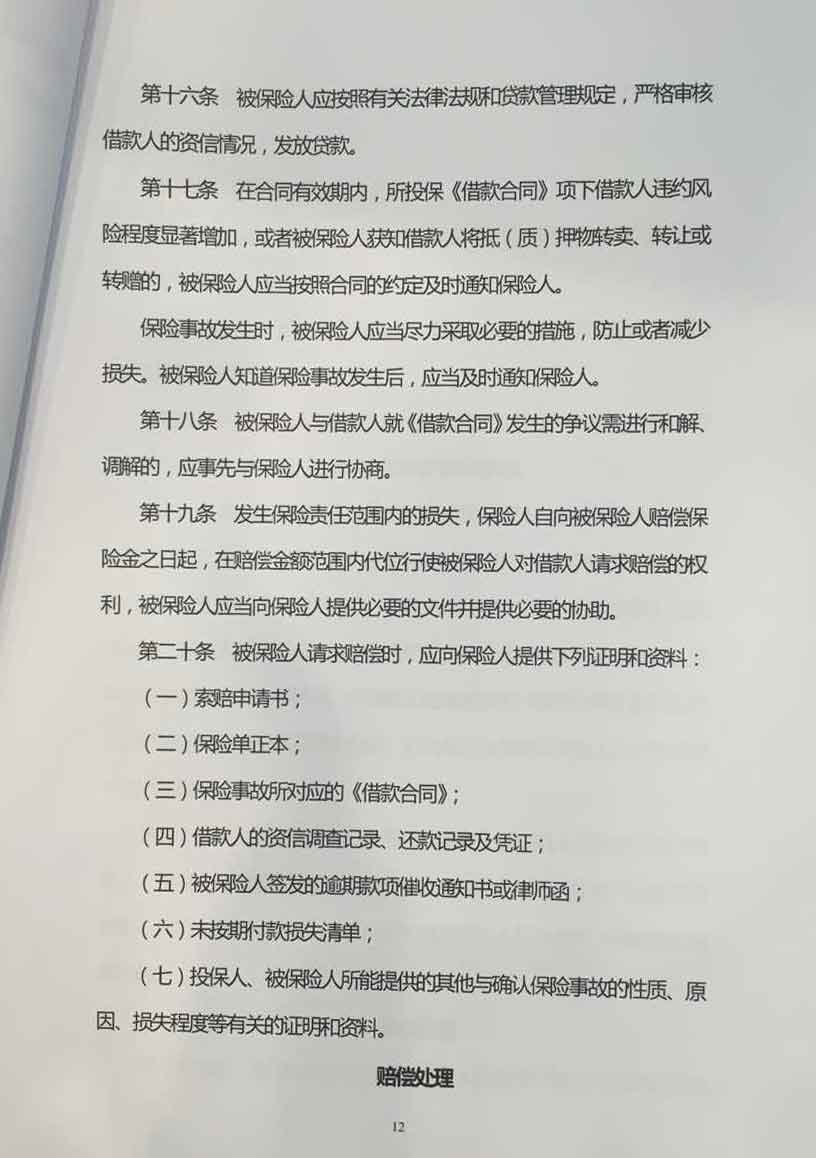 第十六条 被保险人应按照有关法律法规和贷款管理规定，严格审核
借款人的资信情况，发放贷款。
第十七条 在合同有效期内，所投保《借款合同》项下借款人违约风
险程度显著增加，或者被保险人获知借款人将抵（质）押物转卖、转让或
转赠的，被保险人应当按照合同的约定及时通知保险人。
保险事故发生时，被保险人应当尽力采取必要的措施，防止或者减少
损失。被保险人知道保险事故发生后，应当及时通知保险人。
第十八条 被保险人与借款人就《借款合同》发生的争议需进行和解、
调解的，应事先与保险人进行协商。
第十九条 发生保险责任范围内的损失，保险人自向被保险人赔偿保
险金之日起，在赔偿金额范围内代位行使被保险人对借款人请求赔偿的权
利，被保险人应当向保险人提供必要的文件并提供必要的协助。
第二十条 被保险人请求赔偿时，应向保险人提供下列证明和资料：
（一）索赔申请书；
（二）保险单正本；
（三）保险事故所对应的《借款合同》；
（四）借款人的资信调查记录、还款记录及凭证；
（五）被保险人签发的逾期款项催收通知书或律师函；
（六）未按期付款损失清单；
（七）投保人、被保险人所能提供的其他与确认保险事故的性质、原
因、损失程度等有关的证明和资料。
赔偿处理
12